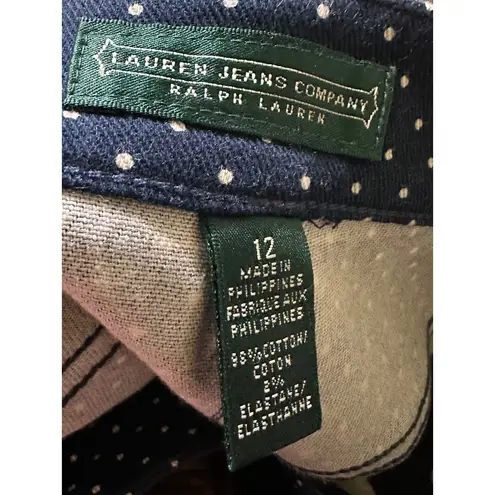 LAUREN JEANS COMPANY
RALPH LAUREN
12
MADE IN
PHILIPPINES
FABRIQUE AUX
PHILIPPINES
98% COTTON/
COTON
2%
ELASTANE/
ELASTHANNE